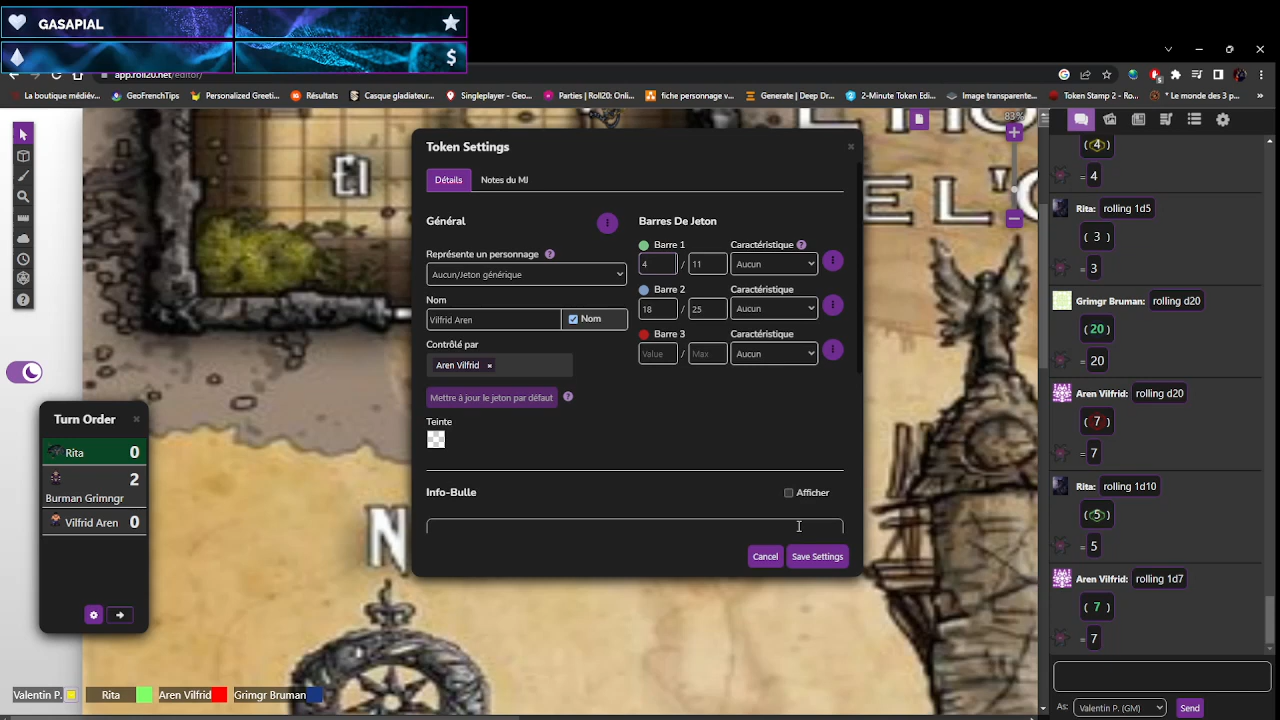 GASAPIAL
$
app.roll20.net/editor/
La boutique médiév...
GeoFrenchTips
Personalized Greeti...
Résultats
Casque gladiateur...
Singleplayer - Geo...
Parties | Roll20: Onli...
fiche personnage v...
Generate | Deep Dr...
2-Minute Token Edi...
Image transparente...
Token Stamp 2 - Ro...
* Le monde des 3 p...
»
83%
El
EL'O
N
Token Settings
Détails
Notes du MJ
Général
Représente un personnage
Aucun/Jeton générique
Nom
Vilfrid Aren
Nom
Contrôlé par
Aren Vilfrid ×
Mettre à jour le jeton par défaut
Teinte
Barres De Jeton
Barre 1
Caractéristique
4 / 11
Aucun
Barre 2
Caractéristique
18 / 25
Aucun
Barre 3
Caractéristique
Value / Max
Aucun
Info-Bulle
Afficher
Cancel
Save Settings
Turn Order
Rita 0
Burman Grimngr 2
Vilfrid Aren 0
Valentin P.
Rita
Aren Vilfrid
Grimgr Bruman
( 4 )
= 4
Rita: rolling 1d5
( 3 )
= 3
Grimgr Bruman: rolling d20
( 20 )
= 20
Aren Vilfrid: rolling d20
( 7 )
= 7
Rita: rolling 1d10
( 5 )
= 5
Aren Vilfrid: rolling 1d7
( 7 )
= 7
As: Valentin P. (GM)
Send